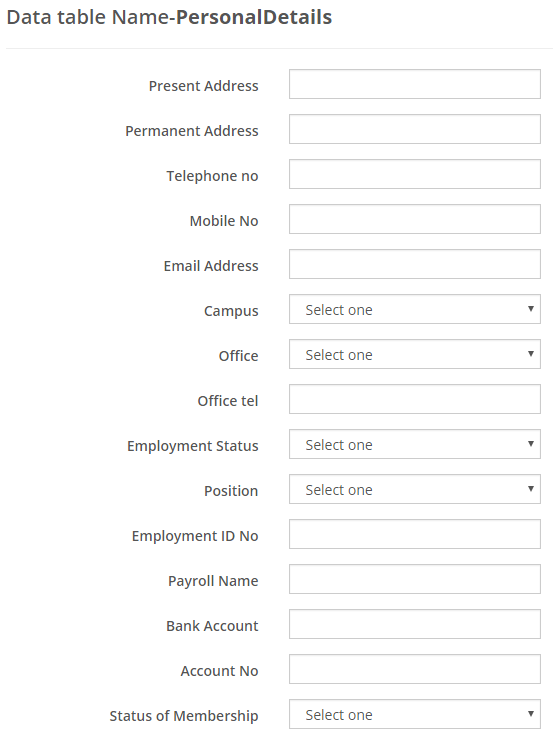 Data table Name-PersonalDetails
Present Address
Permanent Address
Telephone no
Mobile No
Email Address
Campus Select one
Office Select one
Office tel
Employment Status Select one
Position Select one
Employment ID No
Payroll Name
Bank Account
Account No
Status of Membership Select one